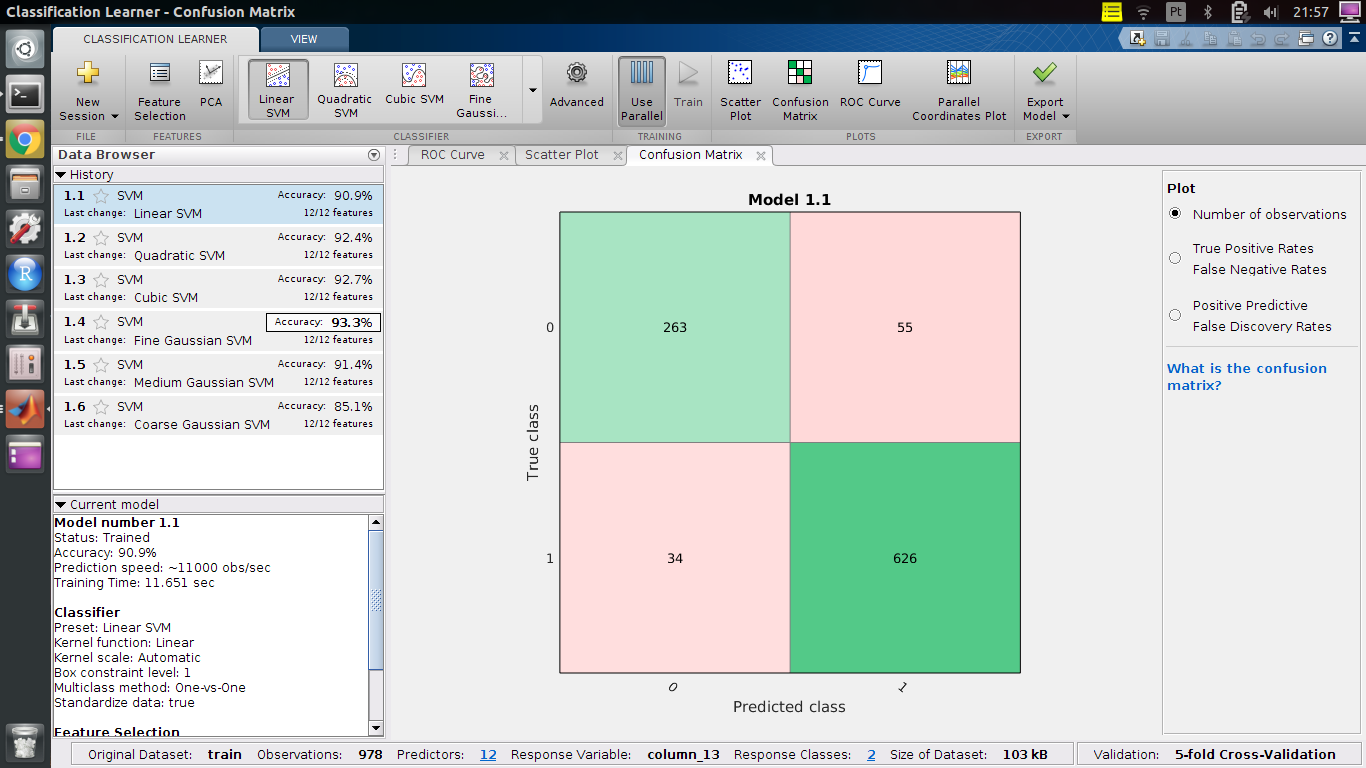 Classification Learner - Confusion Matrix
Pt
21:57
CLASSIFICATION LEARNER
VIEW
New Session
Feature Selection
PCA
Linear SVM
Quadratic SVM
Cubic SVM
Fine Gaussi...
Advanced
Use Parallel
Train
Scatter Plot
Confusion Matrix
ROC Curve
Parallel Coordinates Plot
Export Model
FILE
FEATURES
CLASSIFIER
TRAINING
PLOTS
EXPORT
Data Browser
History
1.1 SVM Accuracy: 90.9%
Last change: Linear SVM 12/12 features
1.2 SVM Accuracy: 92.4%
Last change: Quadratic SVM 12/12 features
1.3 SVM Accuracy: 92.7%
Last change: Cubic SVM 12/12 features
1.4 SVM Accuracy: 93.3%
Last change: Fine Gaussian SVM 12/12 features
1.5 SVM Accuracy: 91.4%
Last change: Medium Gaussian SVM 12/12 features
1.6 SVM Accuracy: 85.1%
Last change: Coarse Gaussian SVM 12/12 features
Current model
Model number 1.1
Status: Trained
Accuracy: 90.9%
Prediction speed: ~11000 obs/sec
Training Time: 11.651 sec
Classifier
Preset: Linear SVM
Kernel function: Linear
Kernel scale: Automatic
Box constraint level: 1
Multiclass method: One-vs-One
Standardize data: true
Feature Selection
ROC Curve
Scatter Plot
Confusion Matrix
Model 1.1
0
263
55
True class
1
34
626
0
1
Predicted class
Plot
Number of observations
True Positive Rates
False Negative Rates
Positive Predictive
False Discovery Rates
What is the confusion
matrix?
Original Dataset: train Observations: 978 Predictors: 12 Response Variable: column_13 Response Classes: 2 Size of Dataset: 103 kB
Validation: 5-fold Cross-Validation